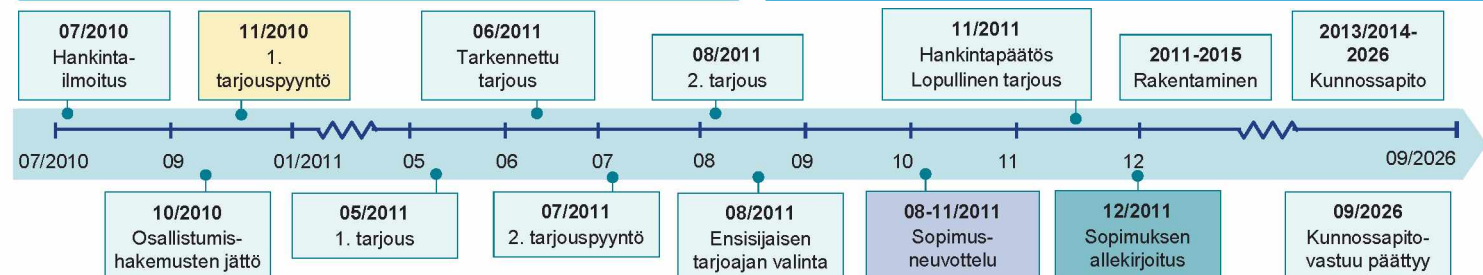 07/2010
Hankinta-
ilmoitus
11/2010
1.
tarjouspyyntö
06/2011
Tarkennettu
tarjous
08/2011
2. tarjous
11/2011
Hankintapäätös
Lopullinen tarjous
2011-2015
Rakentaminen
2013/2014-
2026
Kunnossapito
07/2010
09
01/2011
05
06
07
08
09
10
11
12
09/2026
10/2010
Osallistumis-
hakemusten jättö
05/2011
1. tarjous
07/2011
2. tarjouspyyntö
08/2011
Ensisijaisen
tarjoajan valinta
08-11/2011
Sopimus-
neuvottelu
12/2011
Sopimuksen
allekirjoitus
09/2026
Kunnossapito-
vastuu päättyy